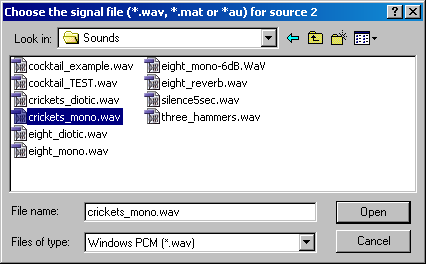 Choose the signal file (*.wav, *.mat or *au) for source 2
Look in: Sounds
cocktail_example.wav
cocktail_TEST.wav
crickets_diotic.wav
crickets_mono.wav
eight_diotic.wav
eight_mono.wav
eight_mono-6dB.WaV
eight_reverb.wav
silence5sec.wav
three_hammers.wav
File name: crickets_mono.wav
Open
Files of type: Windows PCM (*.wav)
Cancel